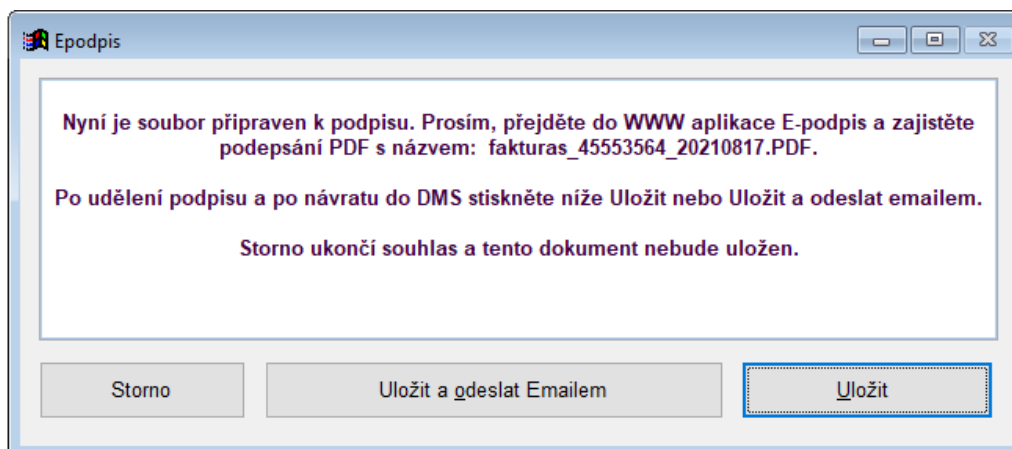 Epodpis
Nyní je soubor připraven k podpisu. Prosím, přejděte do WWW aplikace E-podpis a zajistěte
podepsání PDF s názvem:  fakturas_45553564_20210817.PDF.
Po udělení podpisu a po návratu do DMS stiskněte níže Uložit nebo Uložit a odeslat emailem.
Storno ukončí souhlas a tento dokument nebude uložen.
Storno
Uložit a odeslat Emailem
Uložit